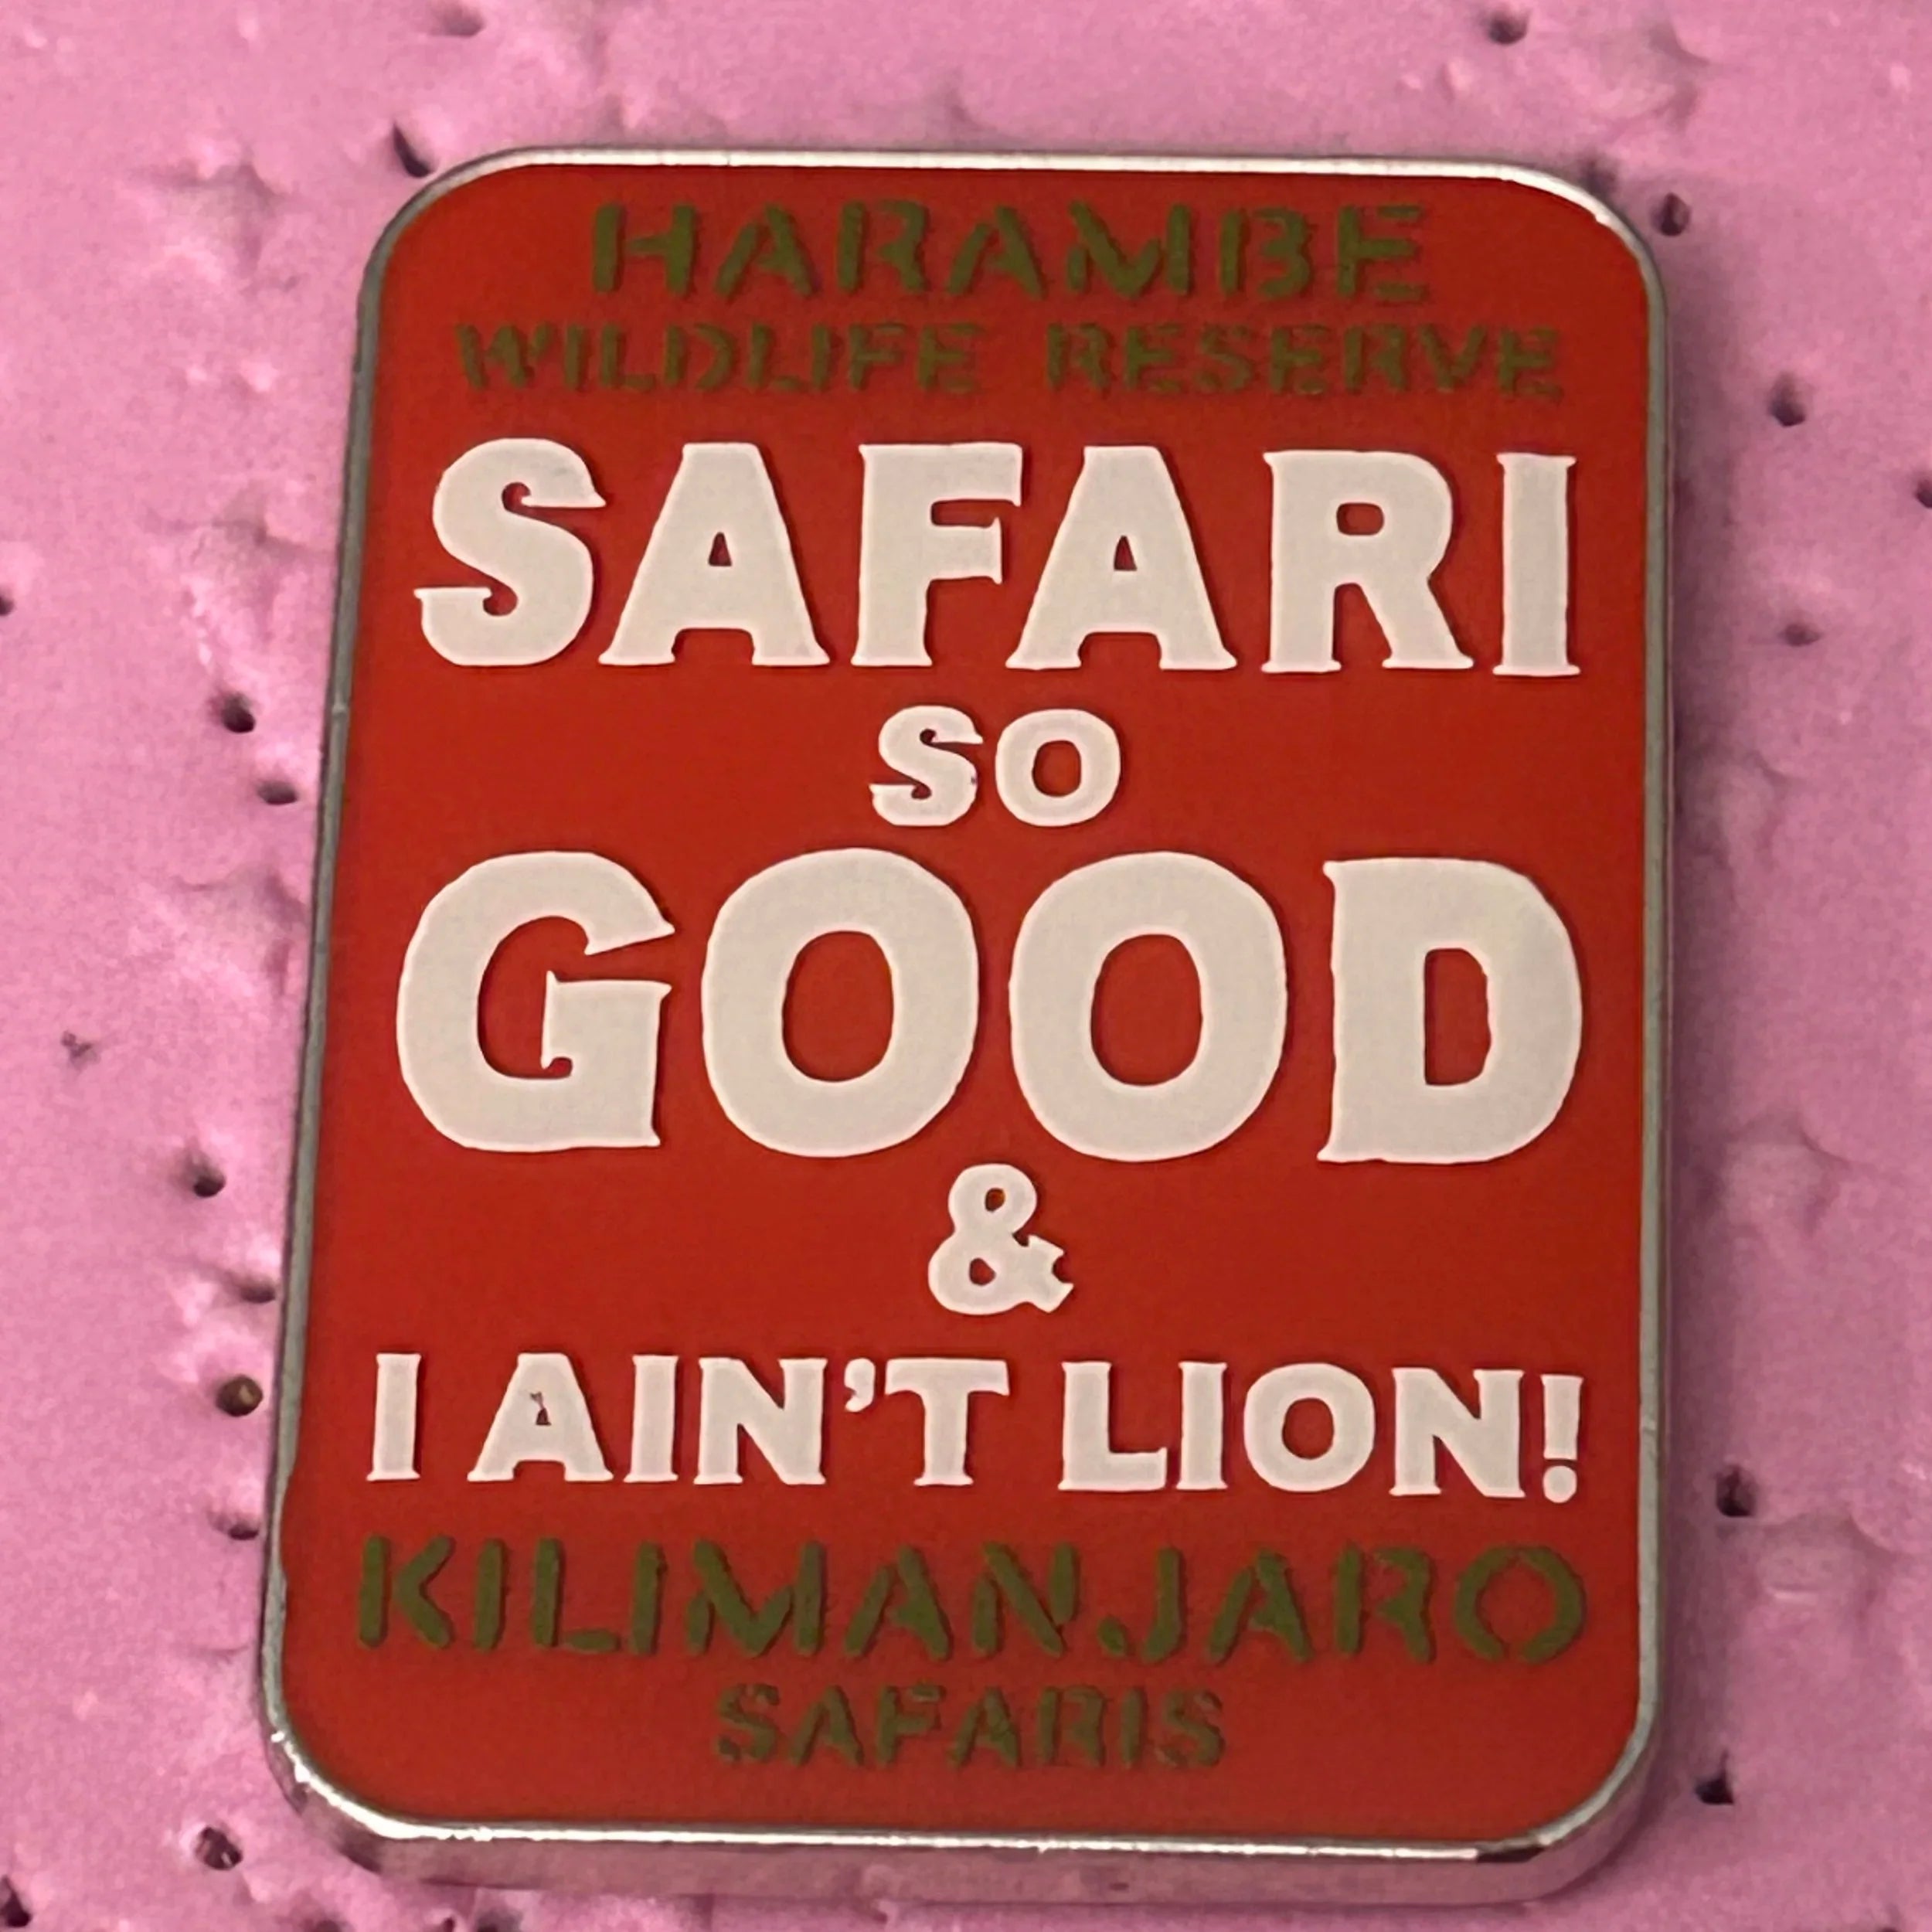 HARAMBE
WILDLIFE RESERVE
SAFARI
SO
GOOD
&
I AIN'T LION!
KILIMANJARO
SAFARIS